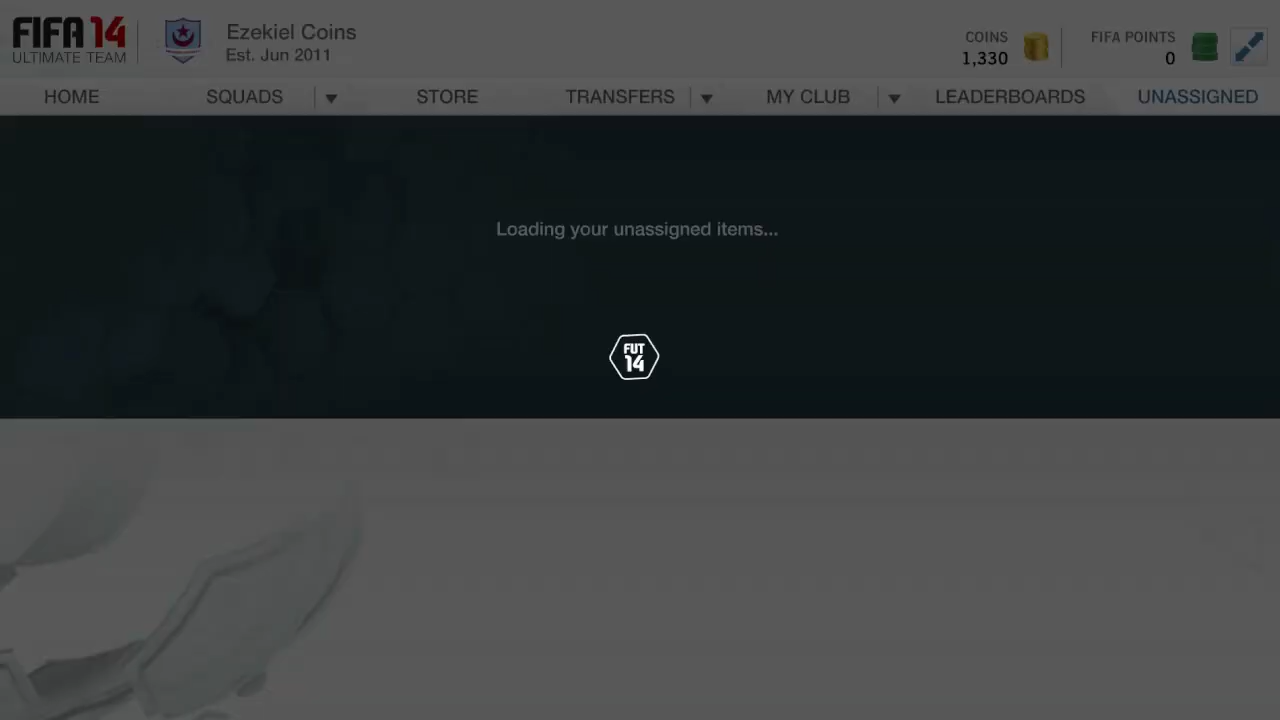 FIFA 14
ULTIMATE TEAM
Ezekiel Coins
Est. Jun 2011
COINS
1,330
FIFA POINTS
0
HOME
SQUADS
STORE
TRANSFERS
MY CLUB
LEADERBOARDS
UNASSIGNED
Loading your unassigned items...
FUT
14